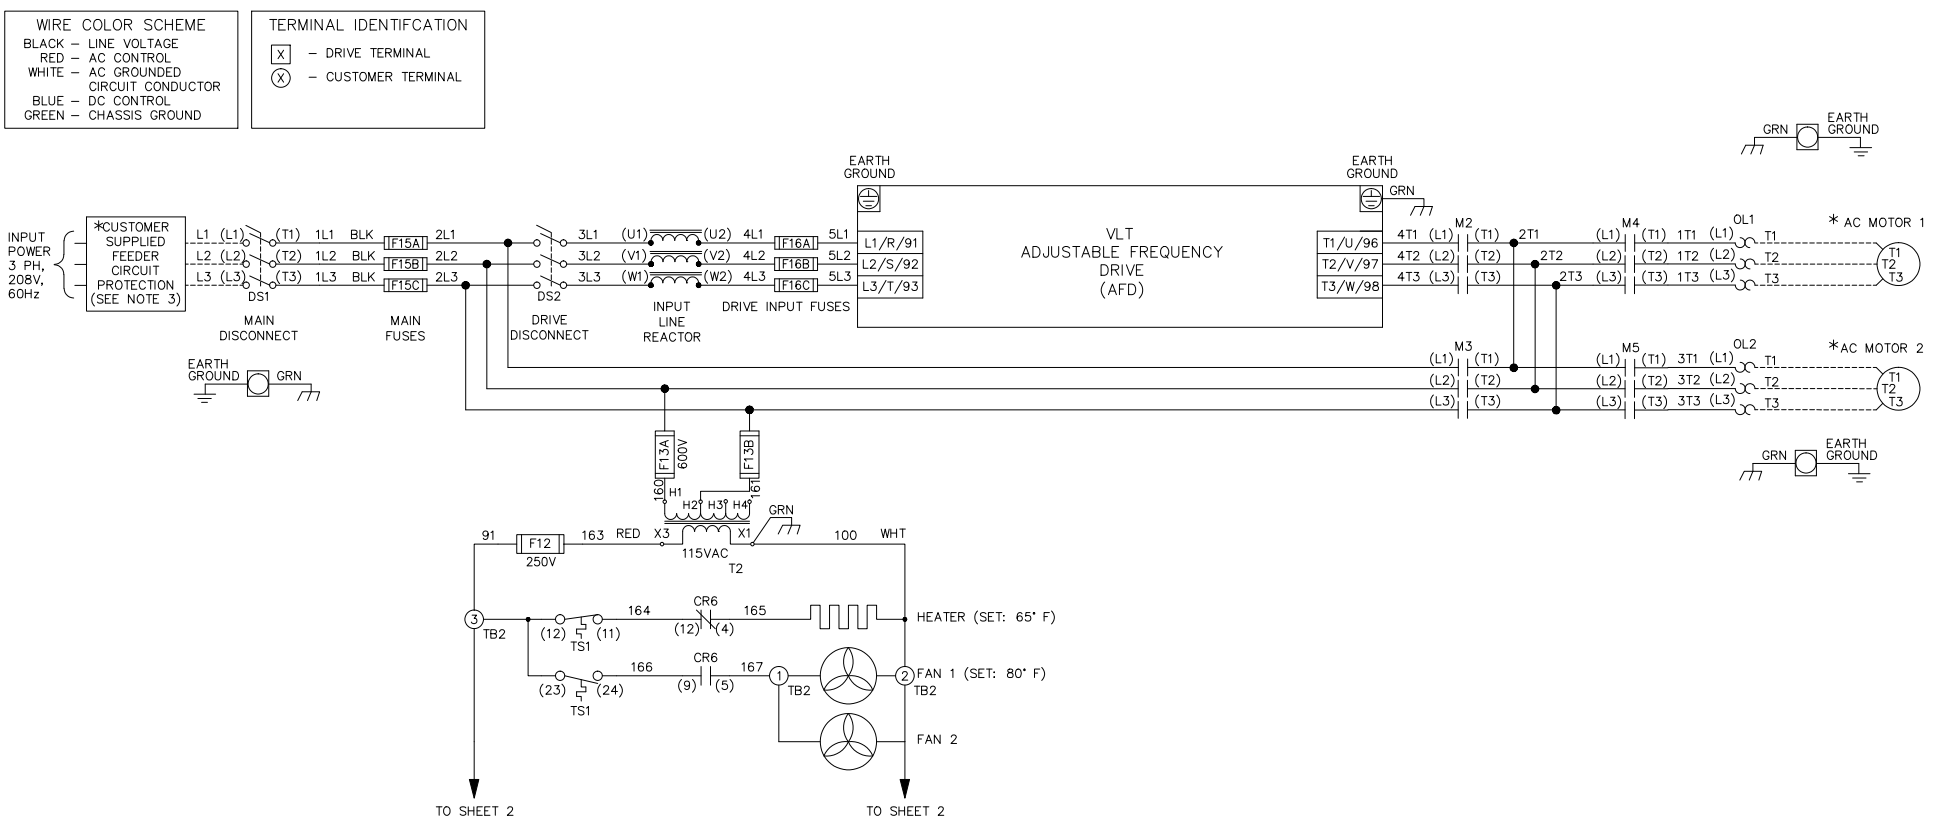 WIRE COLOR SCHEME
BLACK – LINE VOLTAGE
RED – AC CONTROL
WHITE – AC GROUNDED
CIRCUIT CONDUCTOR
BLUE – DC CONTROL
GREEN – CHASSIS GROUND
TERMINAL IDENTIFCATION
X – DRIVE TERMINAL
X – CUSTOMER TERMINAL
GRN
EARTH
GROUND
INPUT
POWER
3 PH,
208V,
60Hz
*CUSTOMER
SUPPLIED
FEEDER
CIRCUIT
PROTECTION
(SEE NOTE 3)
L1 (L1) (T1) 1L1 BLK F15A 2L1
L2 (L2) (T2) 1L2 BLK F15B 2L2
L3 (L3) (T3) 1L3 BLK F15C 2L3
DS1
MAIN
DISCONNECT
MAIN
FUSES
3L1 (U1) (U2) 4L1 F16A 5L1
3L2 (V1) (V2) 4L2 F16B 5L2
3L3 (W1) (W2) 4L3 F16C 5L3
DS2
DRIVE
DISCONNECT
INPUT
LINE
REACTOR
DRIVE INPUT FUSES
EARTH
GROUND
L1/R/91
L2/S/92
L3/T/93
VLT
ADJUSTABLE FREQUENCY
DRIVE
(AFD)
EARTH
GROUND
GRN
T1/U/96
T2/V/97
T3/W/98
M2
M4
OL1
* AC MOTOR 1
4T1 (L1) (T1) 2T1 (L1) (T1) 1T1 (L1) T1
4T2 (L2) (T2) 2T2 (L2) (T2) 1T2 (L2) T2
4T3 (L3) (T3) 2T3 (L3) (T3) 1T3 (L3) T3
T1
T2
T3
M3
M5
OL2
*AC MOTOR 2
(L1) (T1) (L1) (T1) 3T1 (L1) T1
(L2) (T2) (L2) (T2) 3T2 (L2) T2
(L3) (T3) (L3) (T3) 3T3 (L3) T3
T1
T2
T3
EARTH
GROUND
GRN
GRN
EARTH
GROUND
F13A
600V
F13B
160
161
H1
H2 H3 H4
GRN
91 F12 163 RED X3 X1 100 WHT
250V
115VAC
T2
3
TB2
164
CR6
165
(12) (11) (12) (4)
TS1
HEATER (SET: 65° F)
166
CR6
167
1
TB2
2
TB2
(23) (24) (9) (5)
TS1
FAN 1 (SET: 80° F)
FAN 2
TO SHEET 2
TO SHEET 2